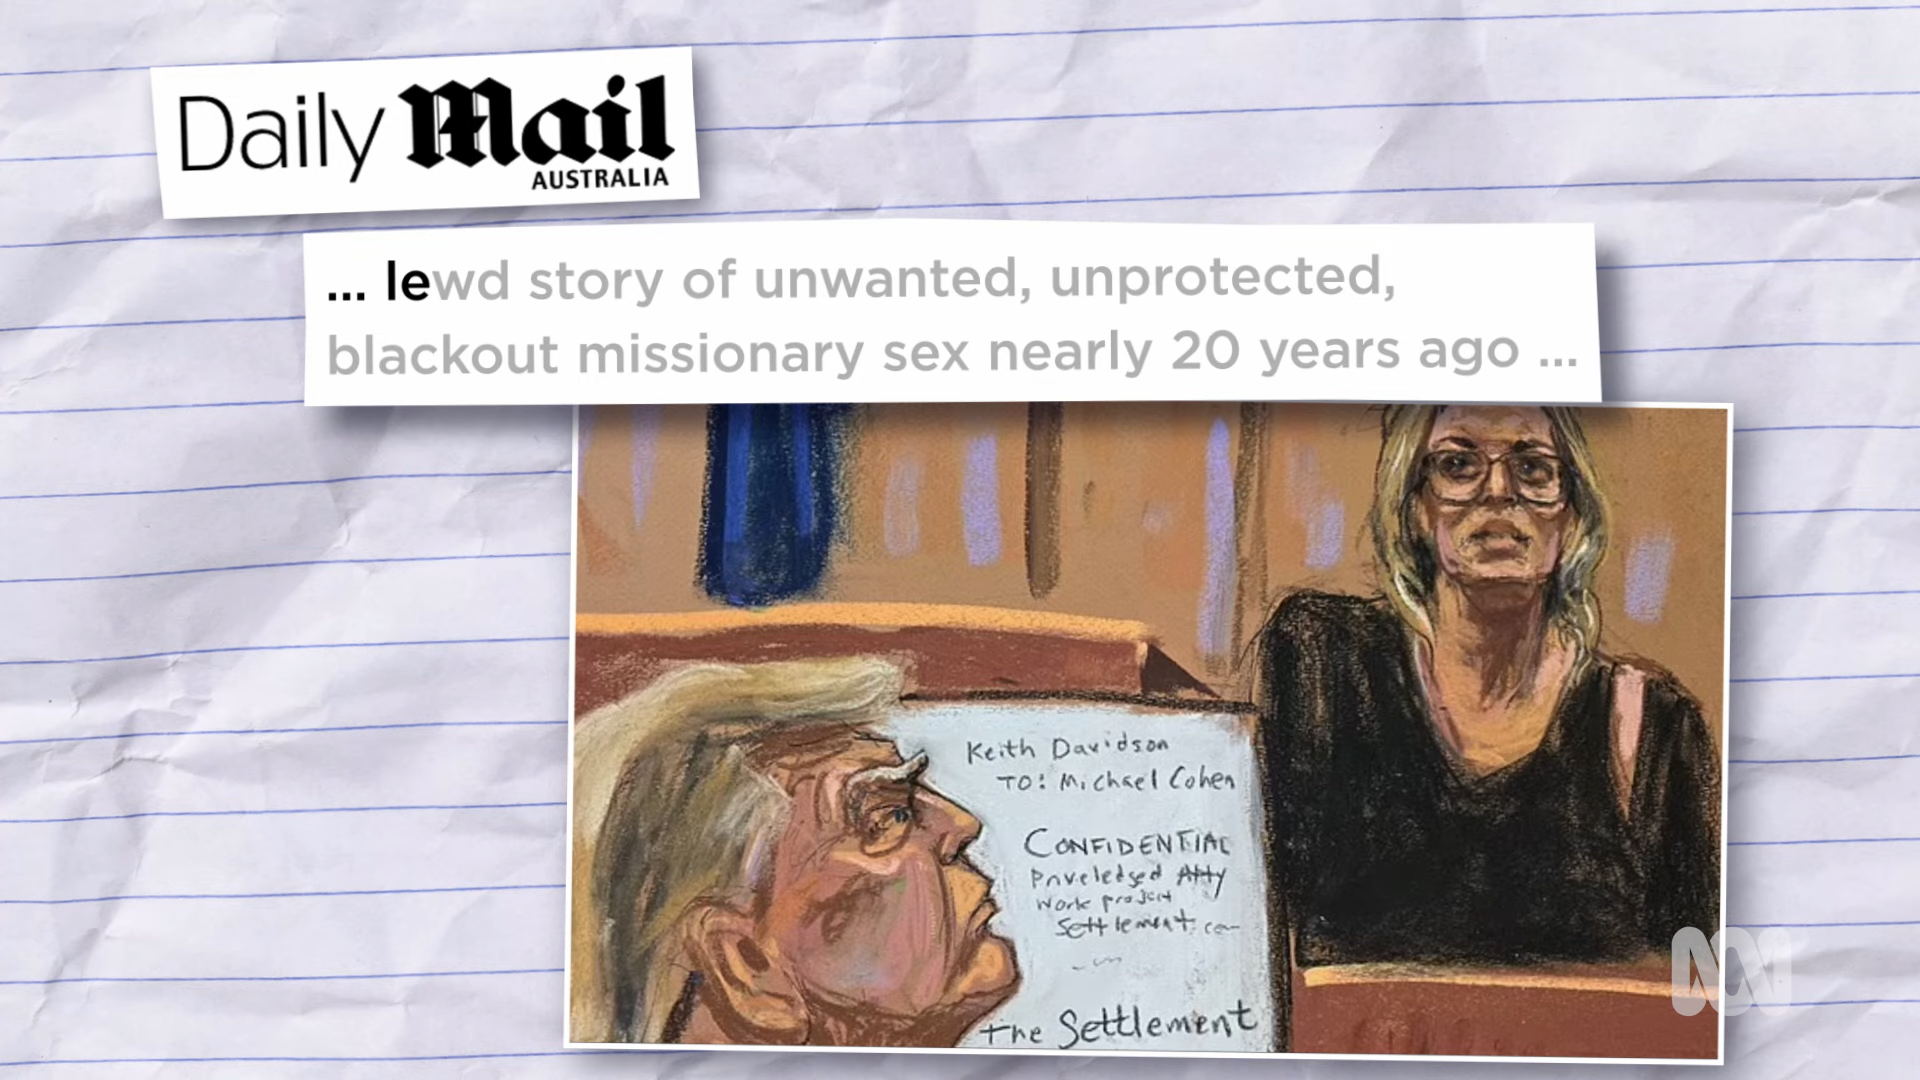 Daily Mail
AUSTRALIA
... lewd story of unwanted, unprotected,
blackout missionary sex nearly 20 years ago ...
Keith Davidson
TO: Michael Cohen
CONFIDENTIAL
Priveledged Atty
Work project
Settlement co
The Settlement